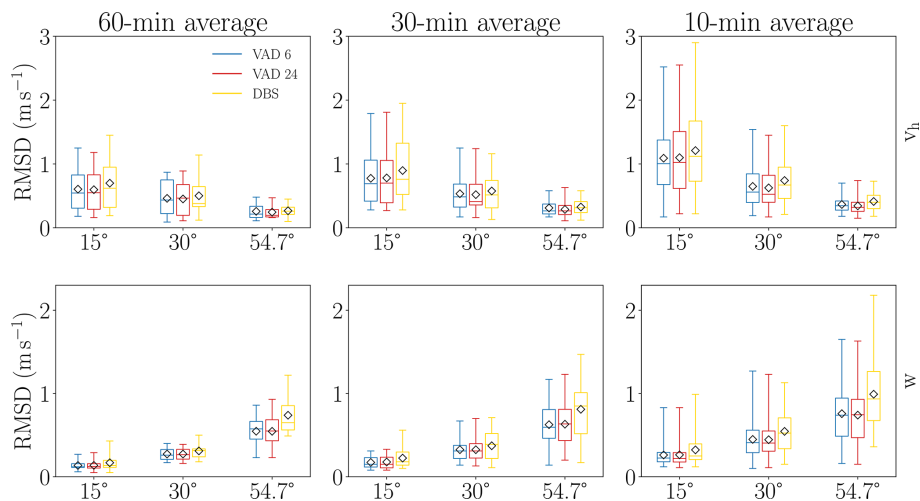 60-min average 30-min average 10-min average
3 3 3
VAD 6
VAD 24
DBS
2 2 2
RMSD (m s⁻¹)
v_h
1 1 1
0 0 0
15° 30° 54.7° 15° 30° 54.7° 15° 30° 54.7°
2 2 2
RMSD (m s⁻¹)
w
1 1 1
0 0 0
15° 30° 54.7° 15° 30° 54.7° 15° 30° 54.7°